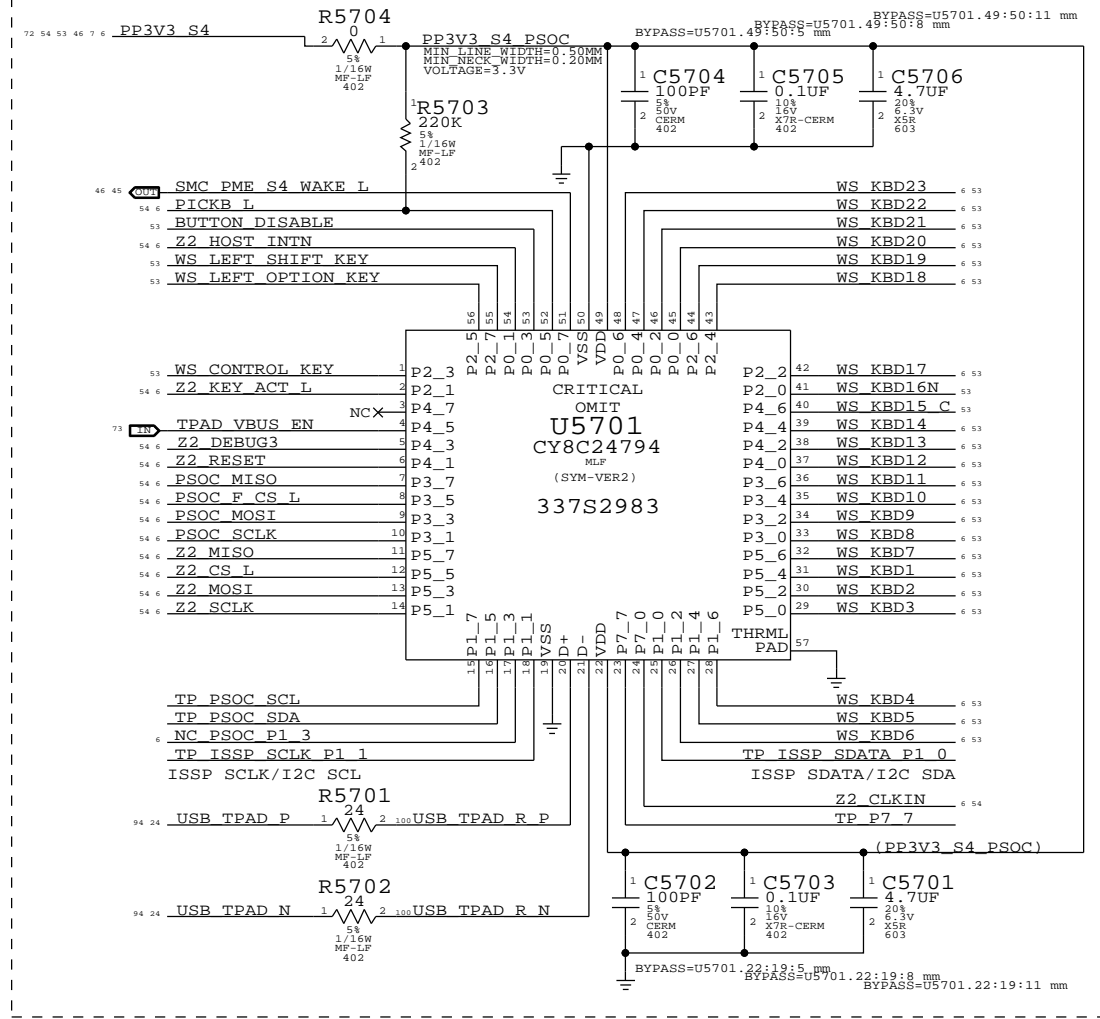 BYPASS=U5701.49:50:11 mm
BYPASS=U5701.49:50:8 mm
BYPASS=U5701.49:50:5 mm
72 54 53 46 7 6 PP3V3_S4
R5704
0
2 1
5%
1/16W
MF-LF
402
PP3V3_S4_PSOC
MIN_LINE_WIDTH=0.50MM
MIN_NECK_WIDTH=0.20MM
VOLTAGE=3.3V
1
R5703
220K
5%
1/16W
MF-LF
402
2
1 C5704
100PF
5%
50V
2 CERM
402
1 C5705
0.1UF
10%
16V
2 X7R-CERM
402
1 C5706
4.7UF
20%
6.3V
2 X5R
603
46 45 OUT SMC_PME_S4_WAKE_L
54 6 PICKB_L
53 BUTTON_DISABLE
54 6 Z2_HOST_INTN
53 WS_LEFT_SHIFT_KEY
53 WS_LEFT_OPTION_KEY
WS_KBD23 6 53
WS_KBD22 6 53
WS_KBD21 6 53
WS_KBD20 6 53
WS_KBD19 6 53
WS_KBD18 6 53
56 55 54 53 52 51 50 49 48 47 46 45 44 43
P2_5 P2_7 P0_1 P0_3 P0_5 P0_7 VSS VDD P0_6 P0_4 P0_2 P0_0 P2_6 P2_4
53 WS_CONTROL_KEY 1 P2_3
54 6 Z2_KEY_ACT_L 2 P2_1
NC 3 P4_7
73 IN TPAD_VBUS_EN 4 P4_5
54 6 Z2_DEBUG3 5 P4_3
54 6 Z2_RESET 6 P4_1
54 6 PSOC_MISO 7 P3_7
54 6 PSOC_F_CS_L 8 P3_5
54 6 PSOC_MOSI 9 P3_3
54 6 PSOC_SCLK 10 P3_1
54 6 Z2_MISO 11 P5_7
54 6 Z2_CS_L 12 P5_5
54 6 Z2_MOSI 13 P5_3
54 6 Z2_SCLK 14 P5_1
CRITICAL
OMIT
U5701
CY8C24794
MLF
(SYM-VER2)
337S2983
P2_2 42 WS_KBD17 6 53
P2_0 41 WS_KBD16N 53
P4_6 40 WS_KBD15_C 53
P4_4 39 WS_KBD14 6 53
P4_2 38 WS_KBD13 6 53
P4_0 37 WS_KBD12 6 53
P3_6 36 WS_KBD11 6 53
P3_4 35 WS_KBD10 6 53
P3_2 34 WS_KBD9 6 53
P3_0 33 WS_KBD8 6 53
P5_6 32 WS_KBD7 6 53
P5_4 31 WS_KBD1 6 53
P5_2 30 WS_KBD2 6 53
P5_0 29 WS_KBD3 6 53
THRML
PAD 57
P1_7 P1_5 P1_3 P1_1 VSS D+ D- VDD P7_7 P7_0 P1_0 P1_2 P1_4 P1_6
15 16 17 18 19 20 21 22 23 24 25 26 27 28
TP_PSOC_SCL
TP_PSOC_SDA
6 NC_PSOC_P1_3
TP_ISSP_SCLK_P1_1
ISSP SCLK/I2C SCL
WS_KBD4 6 53
WS_KBD5 6 53
WS_KBD6 6 53
TP_ISSP_SDATA_P1_0
ISSP SDATA/I2C SDA
Z2_CLKIN 6 54
TP_P7_7
R5701
24
94 24 USB_TPAD_P 1 2 100 USB_TPAD_R_P
5%
1/16W
MF-LF
402
R5702
24
94 24 USB_TPAD_N 1 2 100 USB_TPAD_R_N
5%
1/16W
MF-LF
402
(PP3V3_S4_PSOC)
1 C5702
100PF
5%
50V
2 CERM
402
1 C5703
0.1UF
10%
16V
2 X7R-CERM
402
1 C5701
4.7UF
20%
6.3V
2 X5R
603
BYPASS=U5701.22:19:5 mm
BYPASS=U5701.22:19:8 mm
BYPASS=U5701.22:19:11 mm